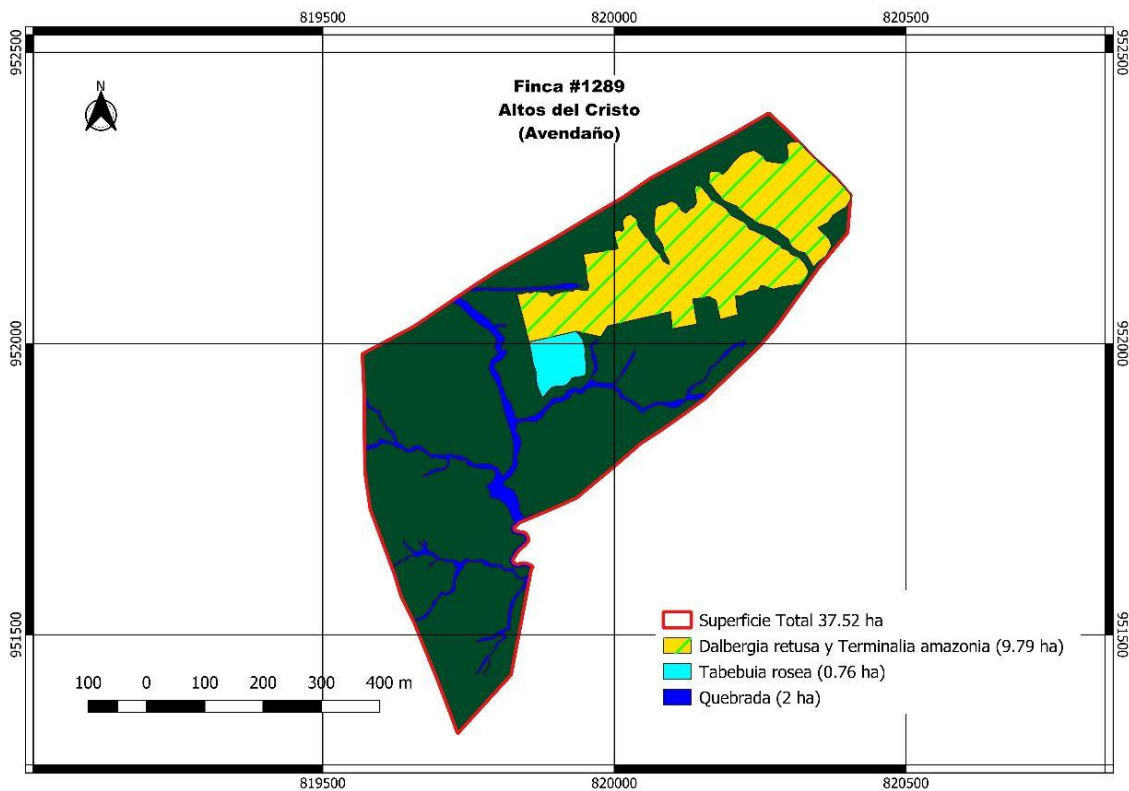 819500 820000 820500
952500 952500
N
Finca #1289
Altos del Cristo
(Avendaño)
952000 952000
951500 951500
Superficie Total 37.52 ha
Dalbergia retusa y Terminalia amazonia (9.79 ha)
Tabebuia rosea (0.76 ha)
Quebrada (2 ha)
100 0 100 200 300 400 m
819500 820000 820500